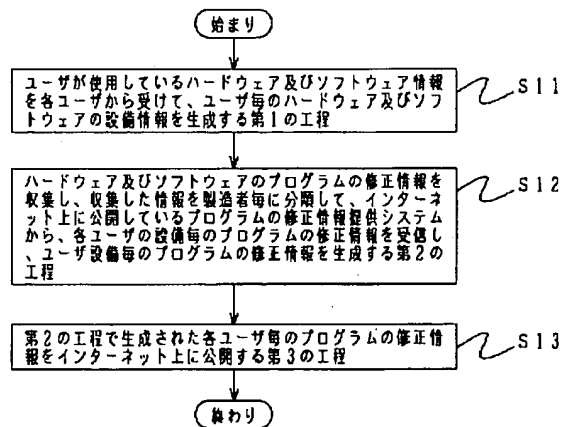 始まり
ユーザが使用しているハードウェア及びソフトウェア情報
を各ユーザから受けて、ユーザ毎のハードウェア及びソフ
トウェアの設備情報を生成する第1の工程
S11
ハードウェア及びソフトウェアのプログラムの修正情報を
収集し、収集した情報を製造者毎に分類して、インターネ
ット上に公開しているプログラムの修正情報提供システム
から、各ユーザの設備毎のプログラムの修正情報を受信し
、ユーザ設備毎のプログラムの修正情報を生成する第2の
工程
S12
第2の工程で生成された各ユーザ毎のプログラムの修正情
報をインターネット上に公開する第3の工程
S13
終わり